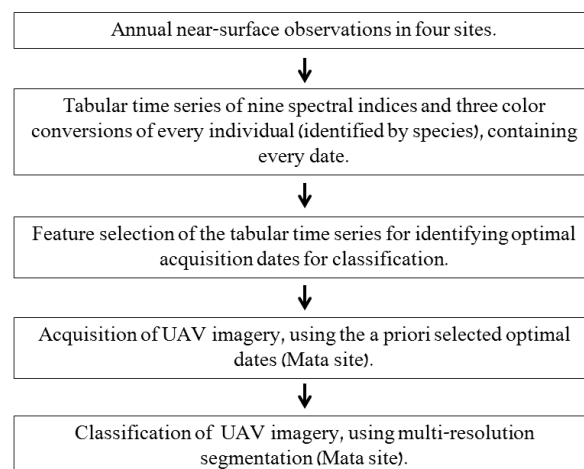 Annual near-surface observations in four sites.
Tabular time series of nine spectral indices and three color
conversions of every individual (identified by species), containing
every date.
Feature selection of the tabular time series for identifying optimal
acquisition dates for classification.
Acquisition of UAV imagery, using the a priori selected optimal
dates (Mata site).
Classification of UAV imagery, using multi-resolution
segmentation (Mata site).